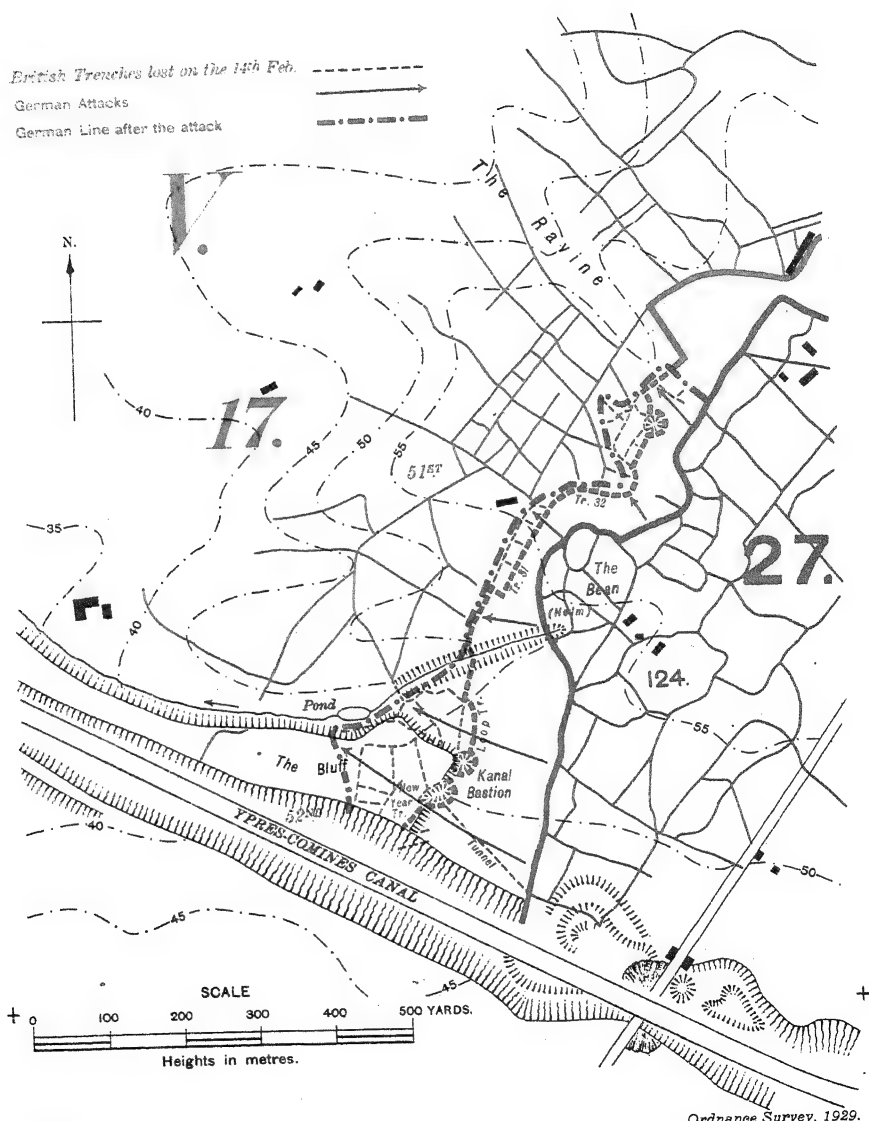 British Trenches lost on the 14th Feb.
German Attacks
German Line after the attack
V.
N.
The Ravine
40
17.
45
50
55
51ST
35
Tr. 32
Tr. 31
The Bean
(Helm)
27.
124.
40
Pond
Loop Tr.
55
The Bluff
New Year Tr.
Kanal Bastion
52ND
Tunnel
40
YPRES-COMINES CANAL
50
45
45
SCALE
0 100 200 300 400 500 YARDS.
Heights in metres.
Ordnance Survey, 1929.